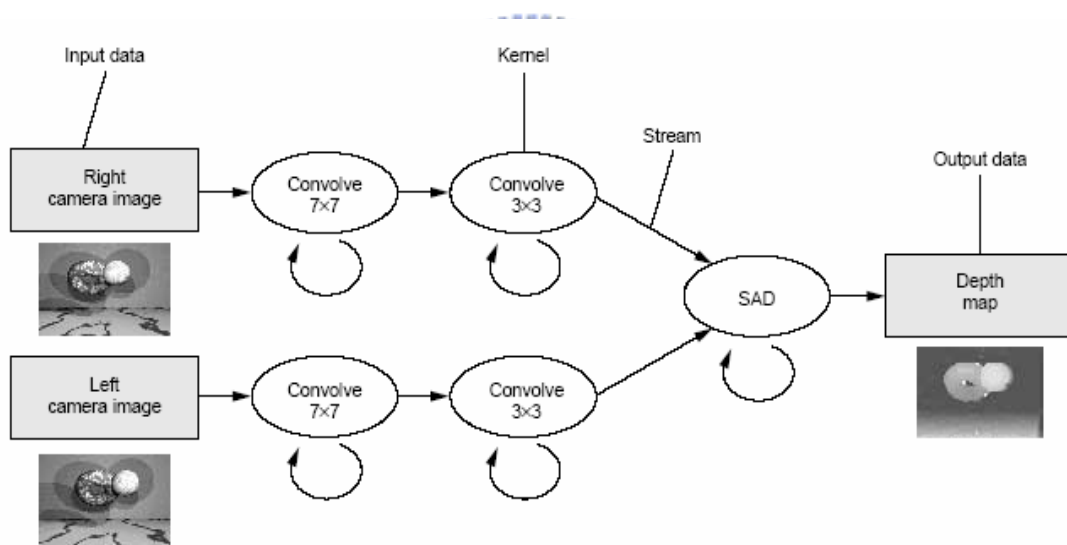 Input data
Kernel
Stream
Output data
Right
camera image
Convolve
7×7
Convolve
3×3
SAD
Depth
map
Left
camera image
Convolve
7×7
Convolve
3×3